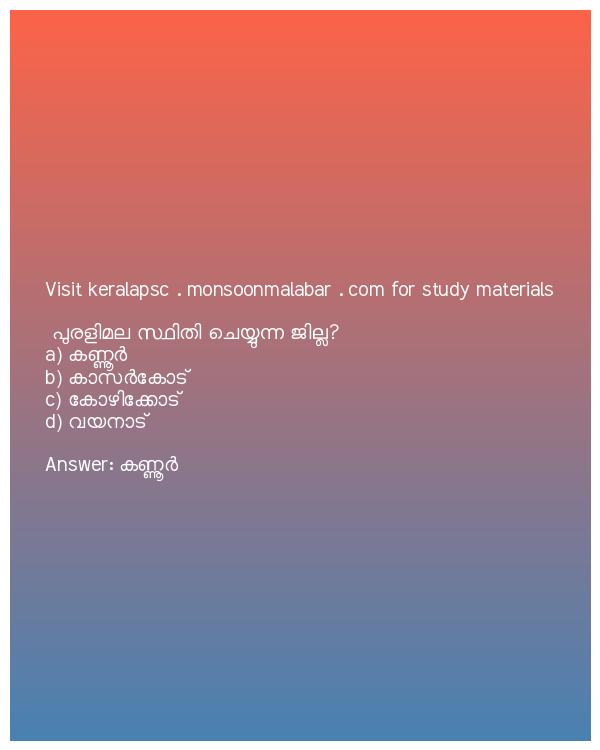 Visit keralapsc . monsoonmalabar . com for study materials
പുരളിമല സ്ഥിതി ചെയ്യുന്ന ജില്ല?
a) കണ്ണൂർ
b) കാസർകോട്
c) കോഴിക്കോട്
d) വയനാട്
Answer: കണ്ണൂർ